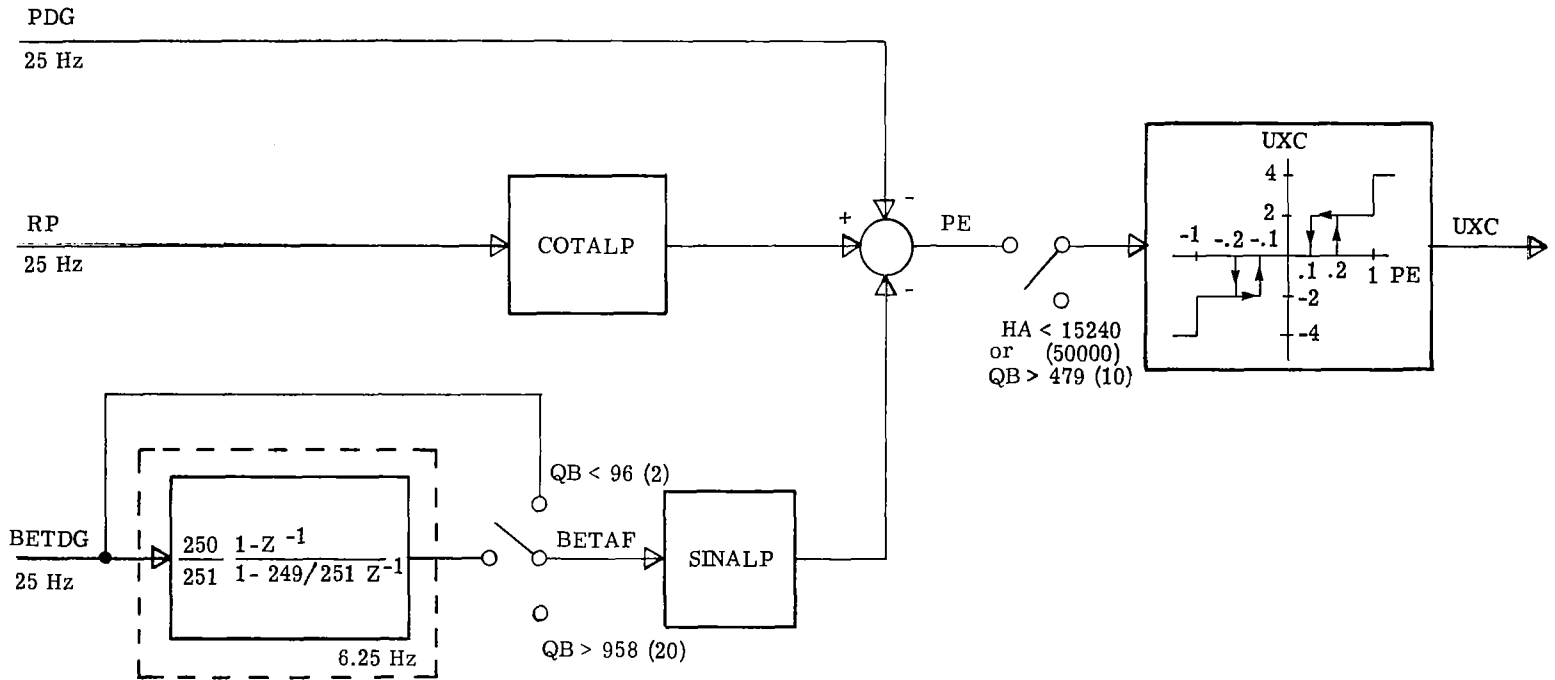 PDG
25 Hz
RP
25 Hz
COTALP
+
-
-
PE
HA < 15240
or (50000)
QB > 479 (10)
UXC
4
2
-1 -.2 -.1
.1 .2 1 PE
-2
-4
UXC
BETDG
25 Hz
250 1-Z -1
251 1- 249/251 Z-1
6.25 Hz
QB < 96 (2)
BETAF
QB > 958 (20)
SINALP